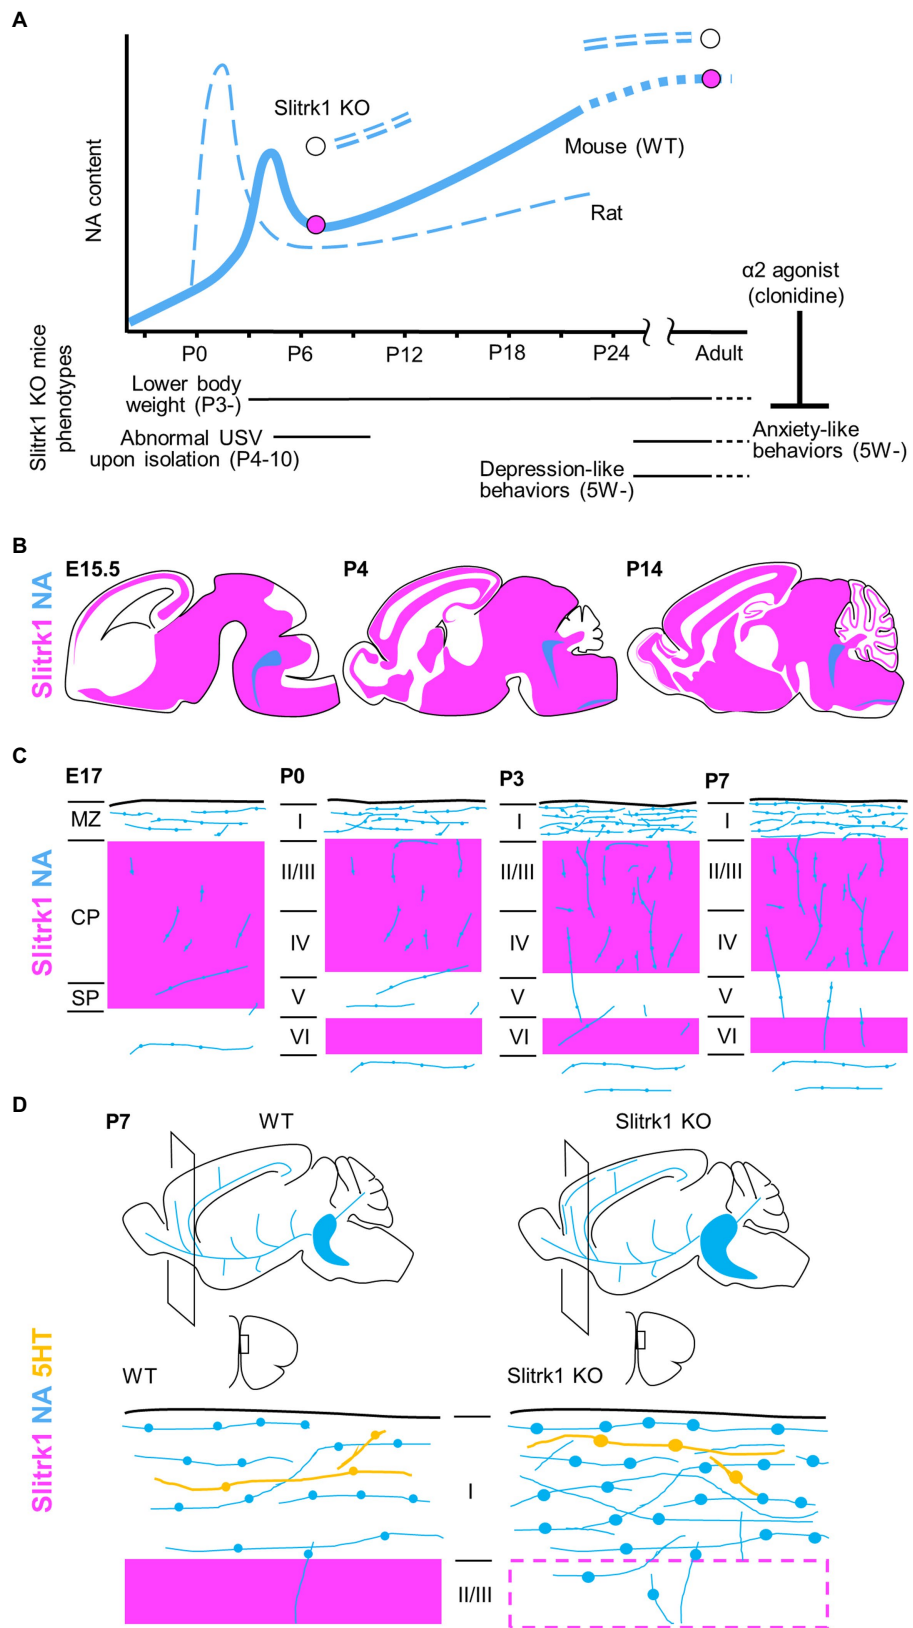 A
NA content
Slitrk1 KO
Mouse (WT)
Rat
α2 agonist
(clonidine)
P0
P6
P12
P18
P24
Adult
Slitrk1 KO mice
phenotypes
Lower body
weight (P3-)
Abnormal USV
upon isolation (P4-10)
Anxiety-like
behaviors (5W-)
Depression-like
behaviors (5W-)
B
Slitrk1 NA
E15.5
P4
P14
C
Slitrk1 NA
E17
MZ
CP
SP
P0
I
II/III
IV
V
VI
P3
I
II/III
IV
V
VI
P7
I
II/III
IV
V
VI
D
Slitrk1 NA 5HT
P7
WT
Slitrk1 KO
WT
Slitrk1 KO
I
II/III